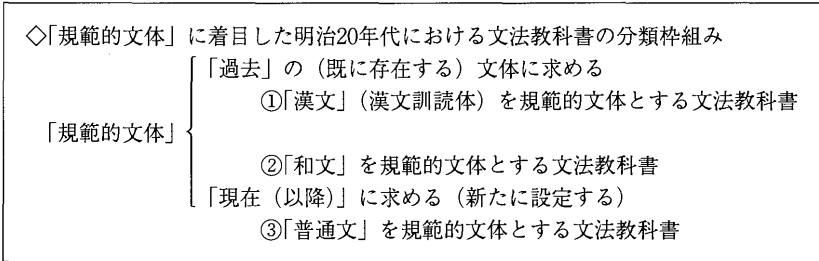 ◇「規範的文体」に着目した明治20年代における文法教科書の分類枠組み
「過去」の（既に存在する）文体に求める
①「漢文」（漢文訓読体）を規範的文体とする文法教科書
「規範的文体」
②「和文」を規範的文体とする文法教科書
「現在（以降）」に求める（新たに設定する）
③「普通文」を規範的文体とする文法教科書